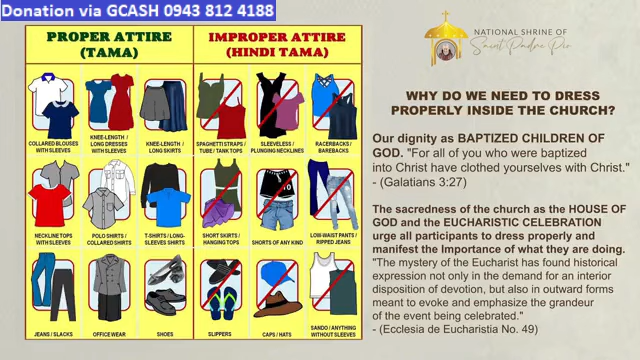 Donation via GCASH 0943 812 4188
PROPER ATTIRE
(TAMA)
IMPROPER ATTIRE
(HINDI TAMA)
COLLARED BLOUSES
WITH SLEEVES
KNEE-LENGTH /
LONG DRESSES
WITH SLEEVES
KNEE-LENGTH /
LONG SKIRTS
SPAGHETTI STRAPS /
TUBE / TANK TOPS
SLEEVELESS /
PLUNGING NECKLINES
RACERBACKS /
BAREBACKS
NECKLINE TOPS
WITH SLEEVES
POLO-SHIRTS /
COLLARED SHIRTS
T-SHIRTS / LONG-
SLEEVES SHIRTS
SHORT SKIRTS /
HANGING TOPS
SHORTS OF ANY KIND
LOW-WAIST PANTS /
RIPPED JEANS
JEANS / SLACKS
OFFICE WEAR
SHOES
SLIPPERS
CAPS / HATS
SANDO / ANYTHING
WITHOUT SLEEVES
NATIONAL SHRINE OF
Saint Padre Pio
WHY DO WE NEED TO DRESS
PROPERLY INSIDE THE CHURCH?
Our dignity as BAPTIZED CHILDREN OF
GOD. "For all of you who were baptized
into Christ have clothed yourselves with Christ."
- (Galatians 3:27)
The sacredness of the church as the HOUSE OF
GOD and the EUCHARISTIC CELEBRATION
urge all participants to dress properly and
manifest the Importance of what they are doing.
"The mystery of the Eucharist has found historical
expression not only in the demand for an interior
disposition of devotion, but also in outward forms
meant to evoke and emphasize the grandeur
of the event being celebrated."
- (Ecclesia de Eucharistia No. 49)